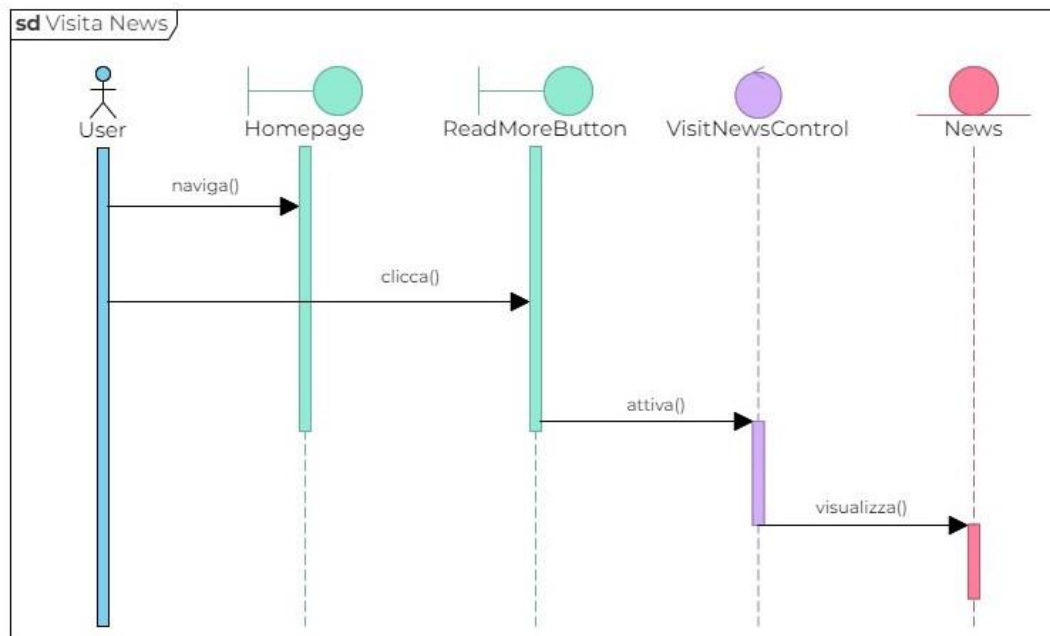 sd Visita News
User
Homepage
ReadMoreButton
VisitNewsControl
News
naviga()
clicca()
attiva()
visualizza()